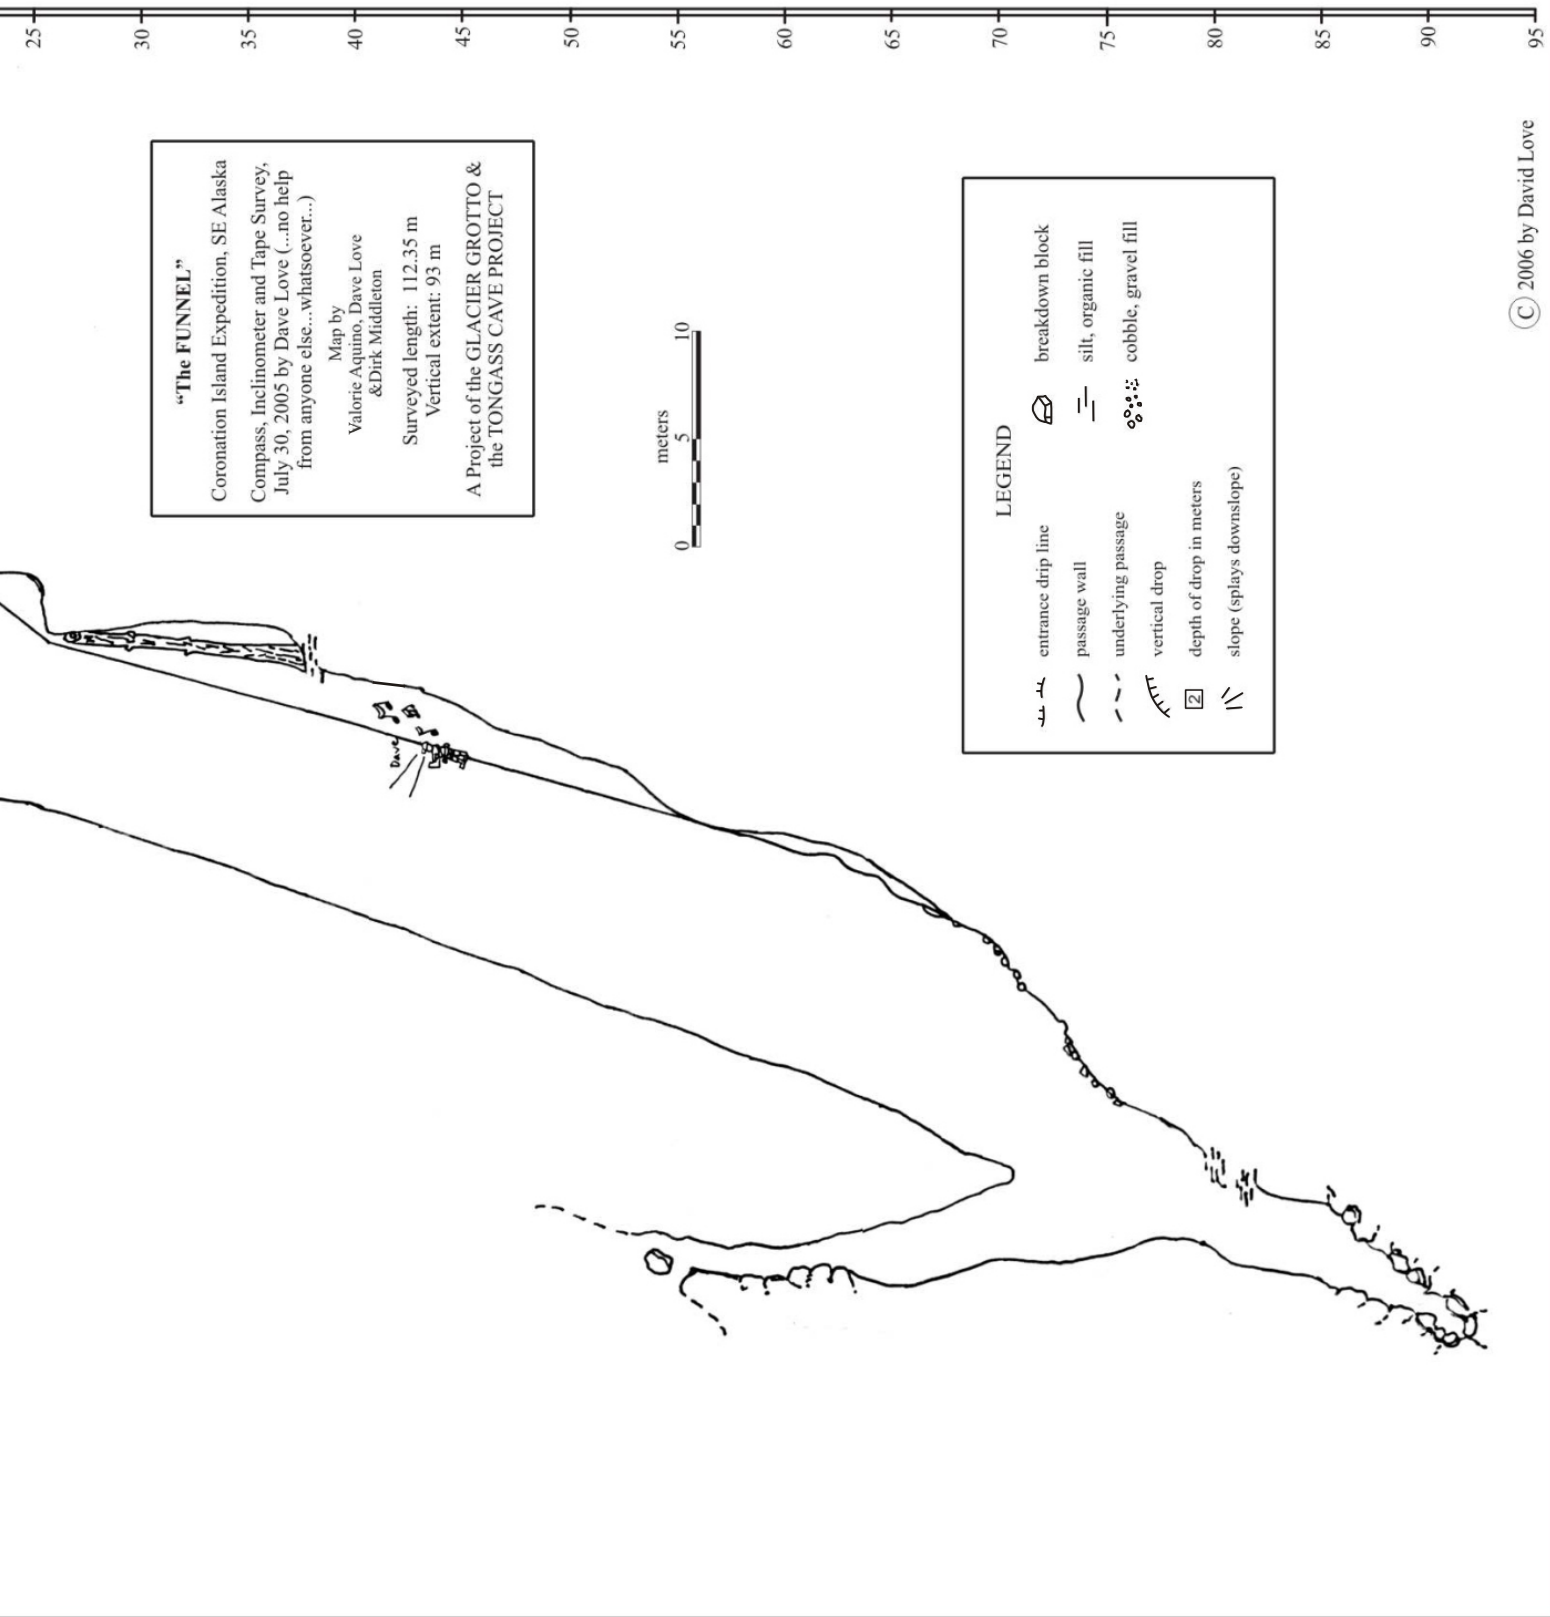 25
30
35
40
45
50
55
60
65
70
75
80
85
90
95
“The FUNNEL”
Coronation Island Expedition, SE Alaska
Compass, Inclinometer and Tape Survey,
July 30, 2005 by Dave Love (...no help
from anyone else...whatsoever...)
Map by
Valorie Aquino, Dave Love
&Dirk Middleton
Surveyed length: 112.35 m
Vertical extent: 93 m
A Project of the GLACIER GROTTO &
the TONGASS CAVE PROJECT
Dave
meters
0 5 10
LEGEND
entrance drip line
passage wall
underlying passage
vertical drop
2 depth of drop in meters
slope (splays downslope)
breakdown block
silt, organic fill
cobble, gravel fill
© 2006 by David Love